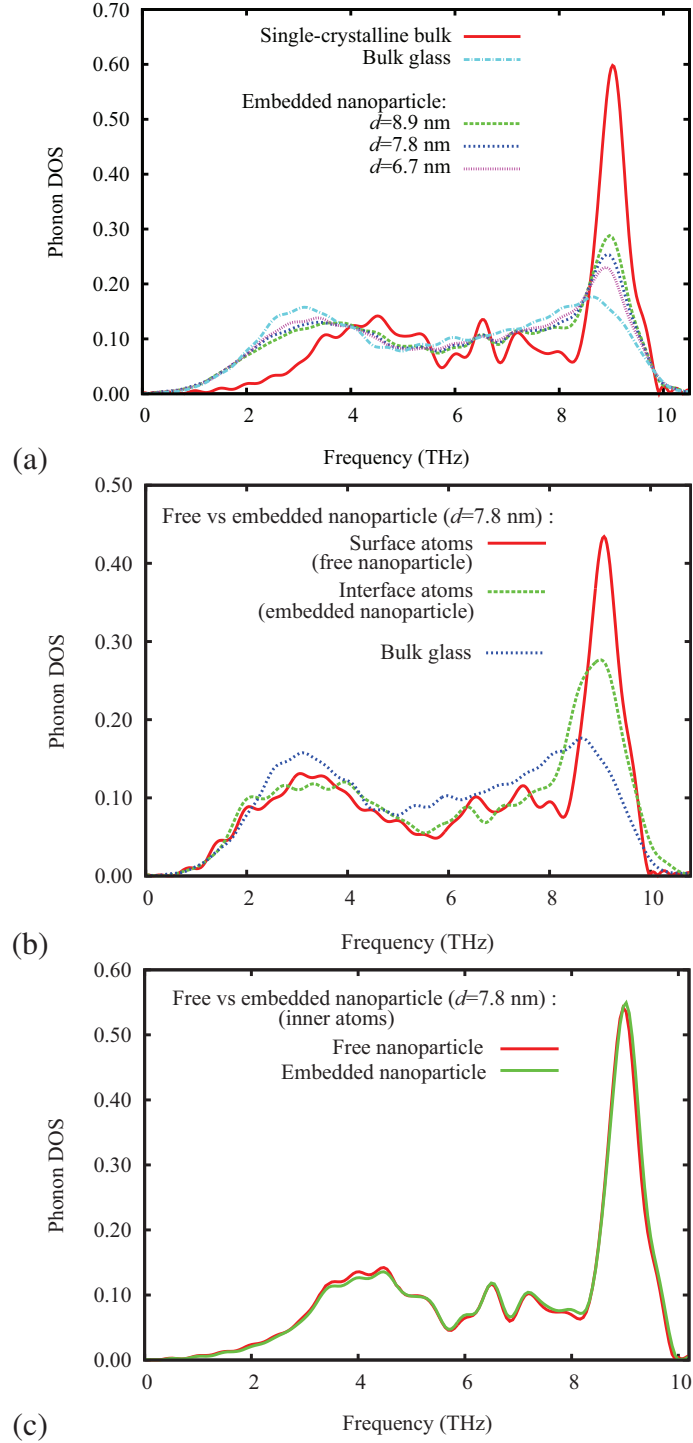 0.70
0.60
0.50
0.40
0.30
0.20
0.10
0.00
Phonon DOS
Single-crystalline bulk
Bulk glass
Embedded nanoparticle:
d=8.9 nm
d=7.8 nm
d=6.7 nm
0 2 4 6 8 10
Frequency (THz)
(a)
0.50
0.40
0.30
0.20
0.10
0.00
Phonon DOS
Free vs embedded nanoparticle (d=7.8 nm) :
Surface atoms
(free nanoparticle)
Interface atoms
(embedded nanoparticle)
Bulk glass
0 2 4 6 8 10
Frequency (THz)
(b)
0.60
0.50
0.40
0.30
0.20
0.10
0.00
Phonon DOS
Free vs embedded nanoparticle (d=7.8 nm) :
(inner atoms)
Free nanoparticle
Embedded nanoparticle
0 2 4 6 8 10
Frequency (THz)
(c)